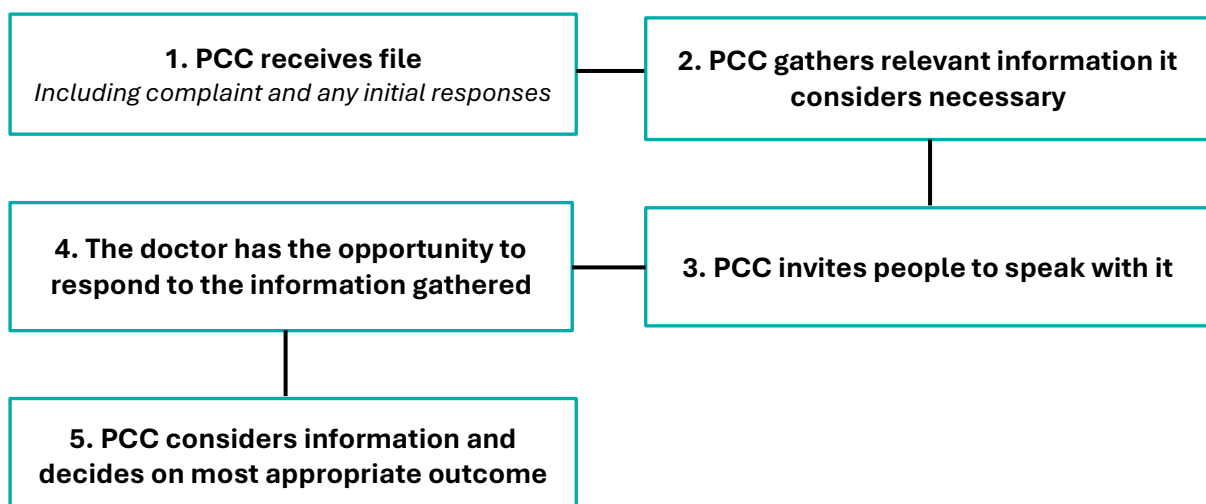 1. PCC receives file
Including complaint and any initial responses
2. PCC gathers relevant information it
considers necessary
3. PCC invites people to speak with it
4. The doctor has the opportunity to
respond to the information gathered
5. PCC considers information and
decides on most appropriate outcome